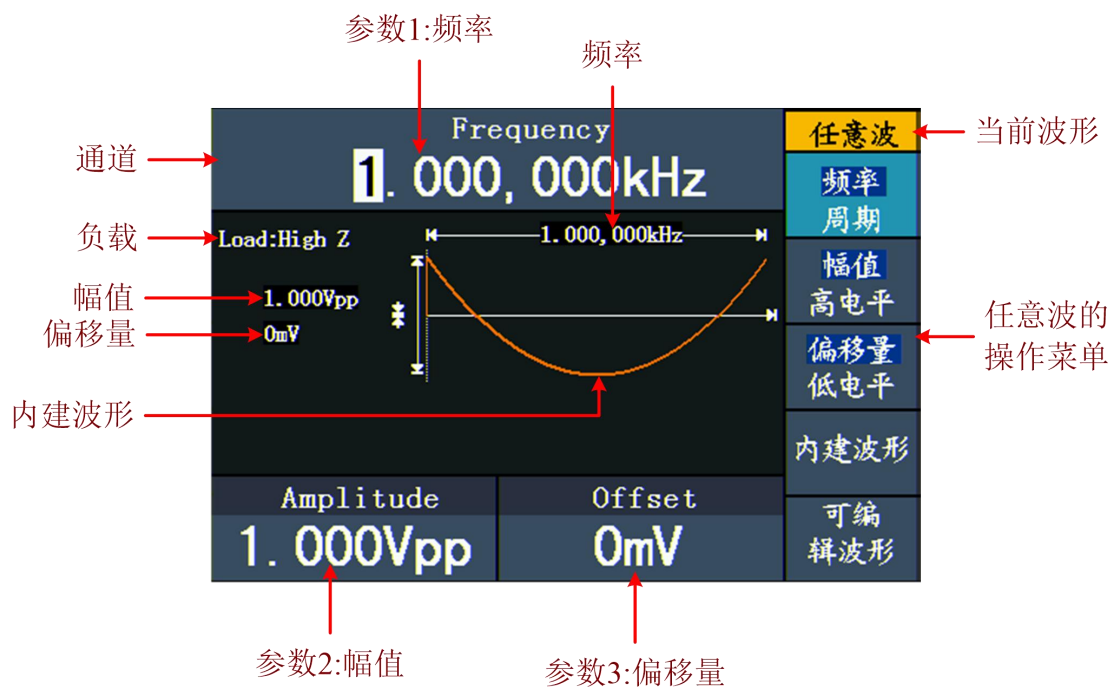 参数1:频率
频率
Frequency
任意波
当前波形
通道
1.000,000kHz
频率
周期
负载
Load:High Z
1.000,000kHz
幅值
高电平
幅值
1.000Vpp
偏移量
0mV
任意波的
操作菜单
偏移量
低电平
内建波形
内建波形
Amplitude
Offset
1.000Vpp
0mV
可编
辑波形
参数2:幅值
参数3:偏移量